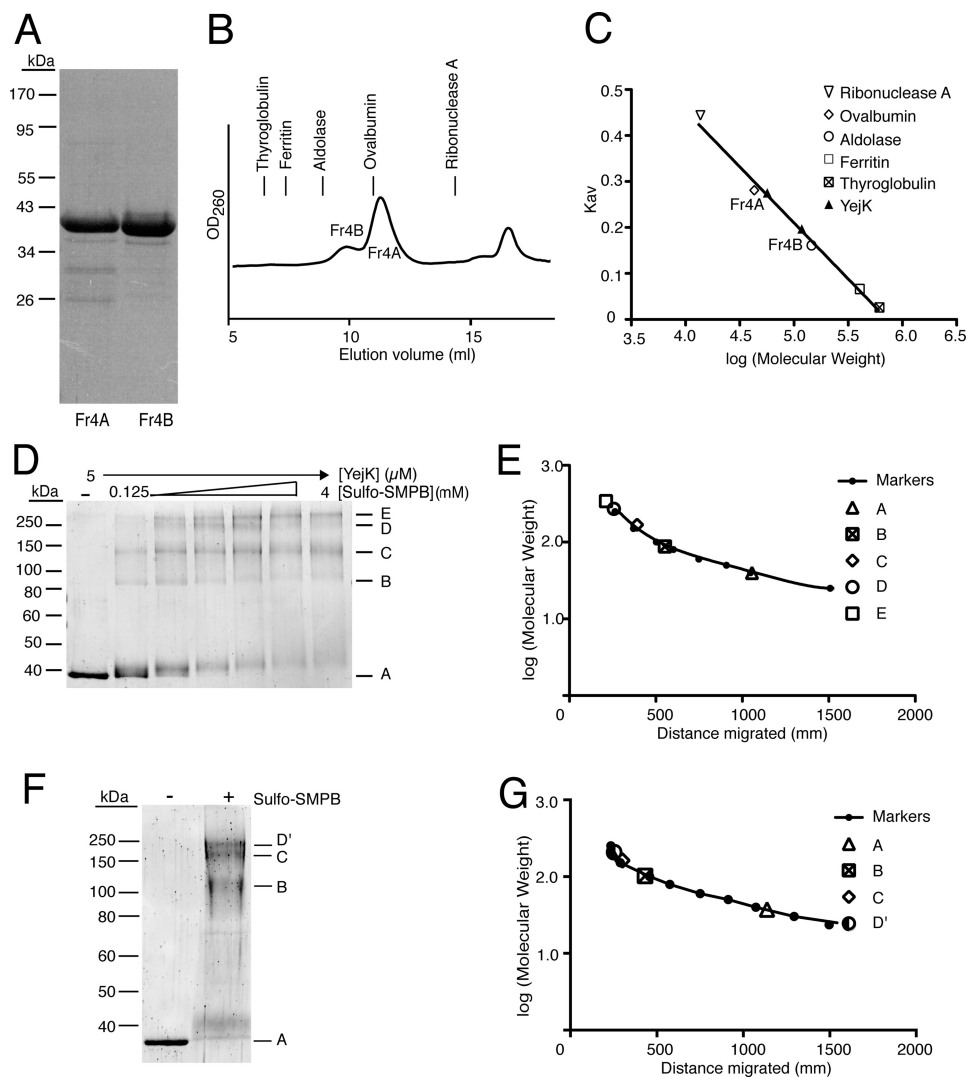 A
kDa
170
95
55
43
34
26
Fr4A Fr4B
B
Thyroglobulin
Ferritin
Aldolase
Ovalbumin
Ribonuclease A
OD260
Fr4B
Fr4A
5 10 15
Elution volume (ml)
C
Kav
0.5
0.4
0.3
0.2
0.1
0
3.5 4.0 4.5 5.0 5.5 6.0 6.5
log (Molecular Weight)
Fr4A
Fr4B
Ribonuclease A
Ovalbumin
Aldolase
Ferritin
Thyroglobulin
YejK
D
5 [YejK] (µM)
kDa - 0.125 4 [Sulfo-SMPB] (mM)
250
150
100
80
60
50
40
E
D
C
B
A
E
log (Molecular Weight)
3.0
2.0
1.0
0 500 1000 1500 2000
Distance migrated (mm)
Markers
A
B
C
D
E
F
kDa - + Sulfo-SMPB
250
150
100
80
60
50
40
D'
C
B
A
G
log (Molecular Weight)
3.0
2.0
1.0
0 500 1000 1500 2000
Distance migrated (mm)
Markers
A
B
C
D'